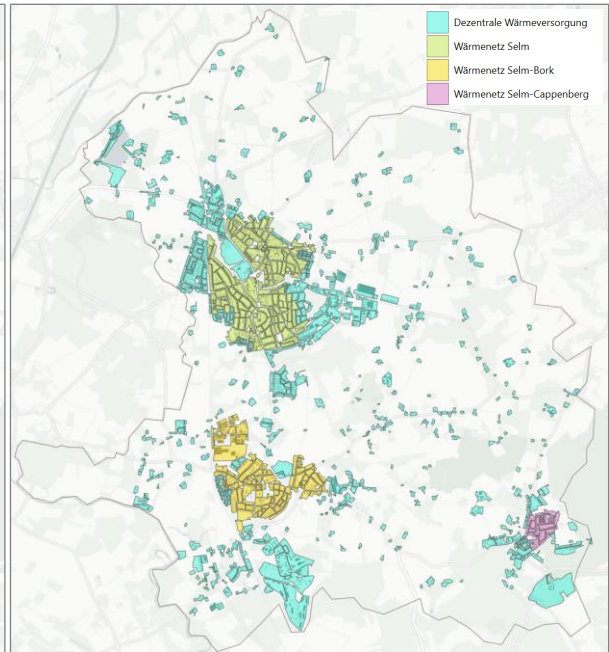 Dezentrale Wärmeversorgung
Wärmenetz Selm
Wärmenetz Selm-Bork
Wärmenetz Selm-Cappenberg